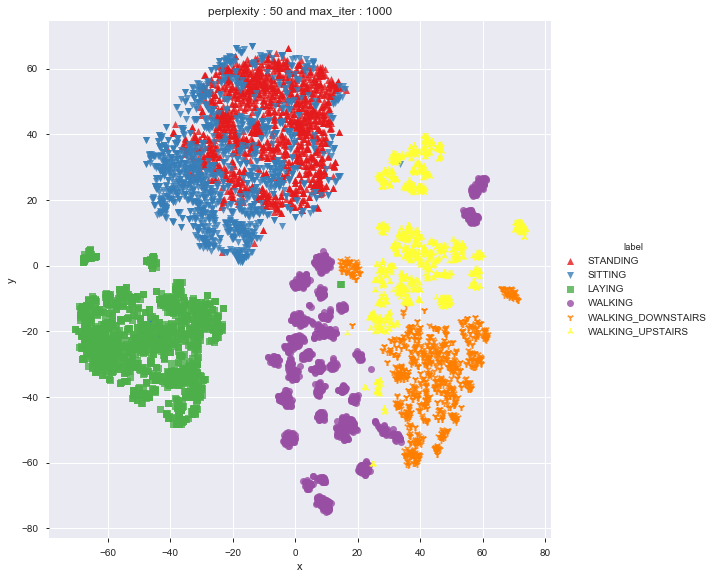 perplexity : 50 and max_iter : 1000
60
40
20
0
−20
−40
−60
−80
y
−60
−40
−20
0
20
40
60
80
x
label
STANDING
SITTING
LAYING
WALKING
WALKING_DOWNSTAIRS
WALKING_UPSTAIRS